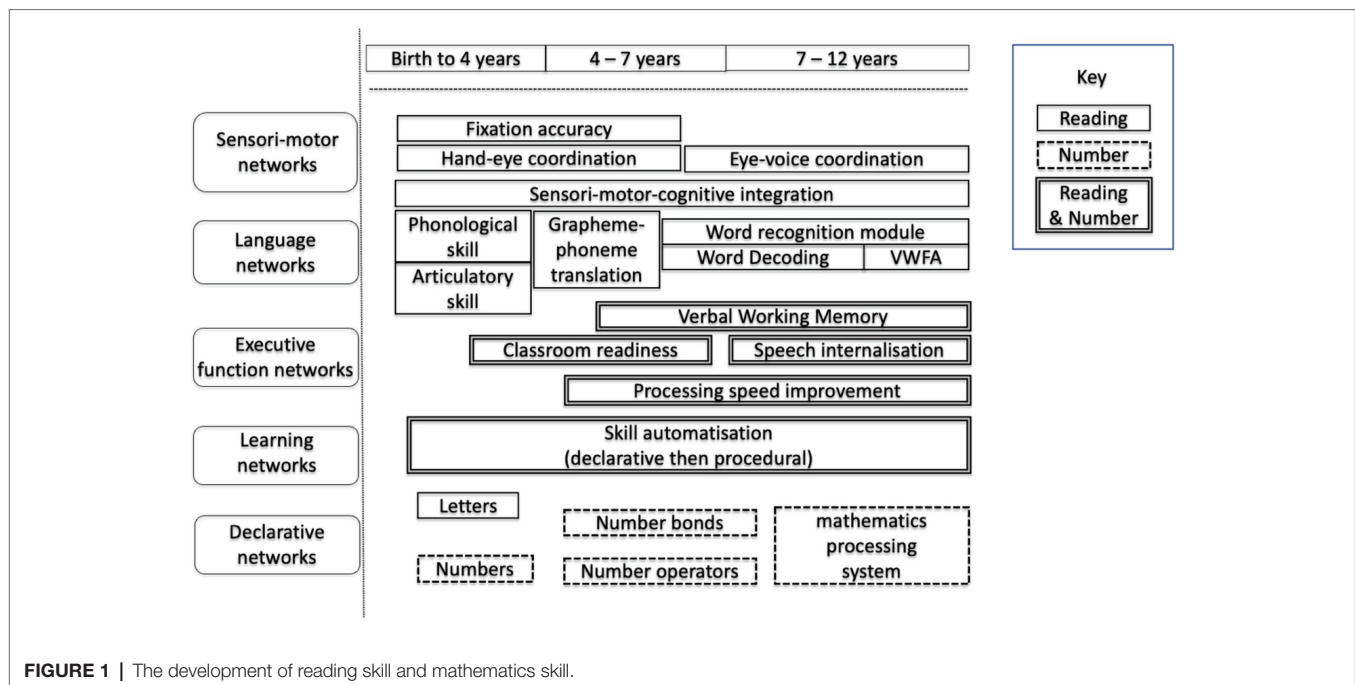 Birth to 4 years
4 – 7 years
7 – 12 years
Key
Reading
Number
Reading
& Number
Sensori-motor
networks
Fixation accuracy
Hand-eye coordination
Eye-voice coordination
Sensori-motor-cognitive integration
Language
networks
Phonological
skill
Articulatory
skill
Grapheme-
phoneme
translation
Word recognition module
Word Decoding
VWFA
Executive
function networks
Verbal Working Memory
Classroom readiness
Speech internalisation
Processing speed improvement
Learning
networks
Skill automatisation
(declarative then procedural)
Declarative
networks
Letters
Numbers
Number bonds
Number operators
mathematics
processing
system
FIGURE 1 | The development of reading skill and mathematics skill.